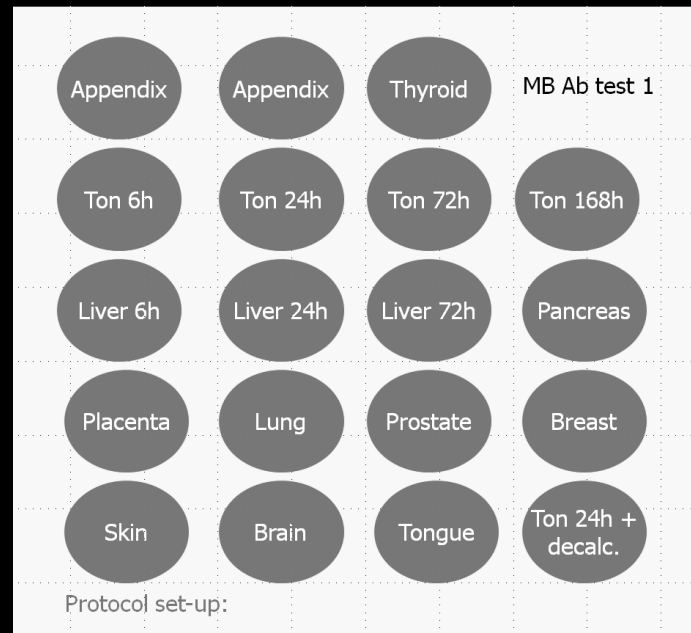 Appendix Appendix Thyroid MB Ab test 1
Ton 6h Ton 24h Ton 72h Ton 168h
Liver 6h Liver 24h Liver 72h Pancreas
Placenta Lung Prostate Breast
Skin Brain Tongue Ton 24h +
decalc.
Protocol set-up: